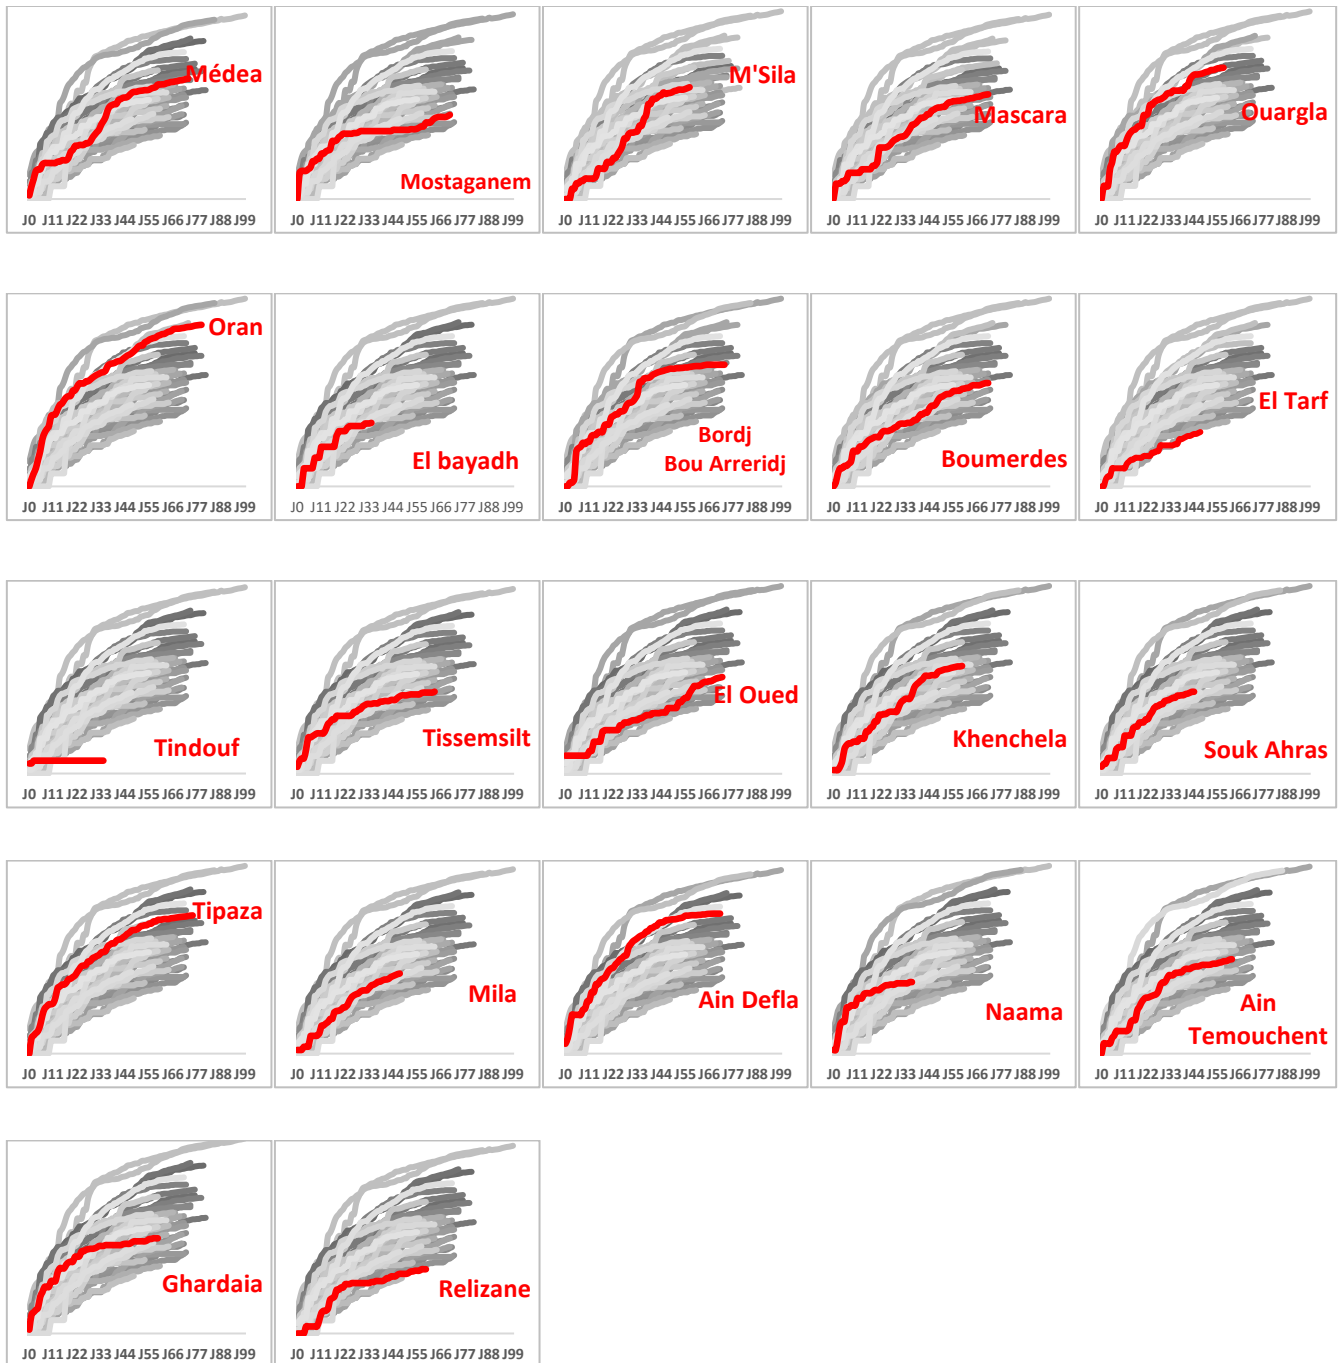 Médea
J0 J11 J22 J33 J44 J55 J66 J77 J88 J99
Mostaganem
J0 J11 J22 J33 J44 J55 J66 J77 J88 J99
M'Sila
J0 J11 J22 J33 J44 J55 J66 J77 J88 J99
Mascara
J0 J11 J22 J33 J44 J55 J66 J77 J88 J99
Ouargla
J0 J11 J22 J33 J44 J55 J66 J77 J88 J99
Oran
J0 J11 J22 J33 J44 J55 J66 J77 J88 J99
El bayadh
J0 J11 J22 J33 J44 J55 J66 J77 J88 J99
Bordj
Bou Arreridj
J0 J11 J22 J33 J44 J55 J66 J77 J88 J99
Boumerdes
J0 J11 J22 J33 J44 J55 J66 J77 J88 J99
El Tarf
J0 J11 J22 J33 J44 J55 J66 J77 J88 J99
Tindouf
J0 J11 J22 J33 J44 J55 J66 J77 J88 J99
Tissemsilt
J0 J11 J22 J33 J44 J55 J66 J77 J88 J99
El Oued
J0 J11 J22 J33 J44 J55 J66 J77 J88 J99
Khenchela
J0 J11 J22 J33 J44 J55 J66 J77 J88 J99
Souk Ahras
J0 J11 J22 J33 J44 J55 J66 J77 J88 J99
Tipaza
J0 J11 J22 J33 J44 J55 J66 J77 J88 J99
Mila
J0 J11 J22 J33 J44 J55 J66 J77 J88 J99
Ain Defla
J0 J11 J22 J33 J44 J55 J66 J77 J88 J99
Naama
J0 J11 J22 J33 J44 J55 J66 J77 J88 J99
Ain
Temouchent
J0 J11 J22 J33 J44 J55 J66 J77 J88 J99
Ghardaia
J0 J11 J22 J33 J44 J55 J66 J77 J88 J99
Relizane
J0 J11 J22 J33 J44 J55 J66 J77 J88 J99